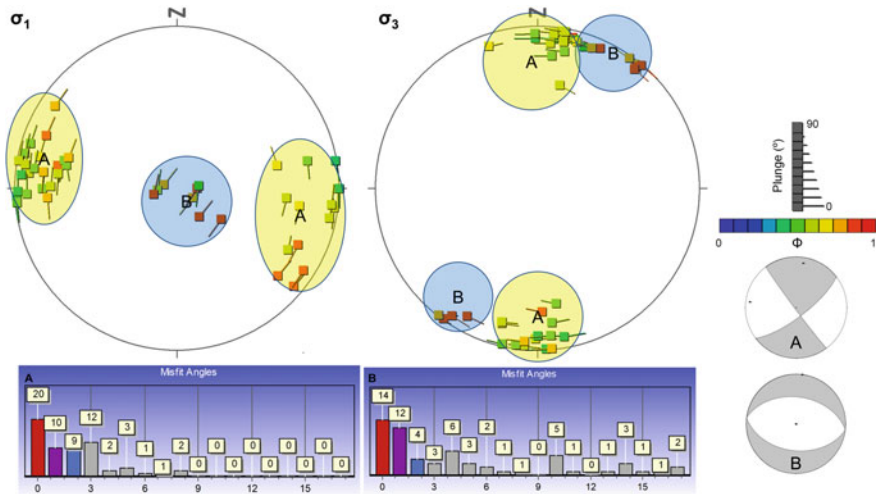 σ1
N
A
B
A
σ3
N
A
B
B
A
90
Plunge (º)
0
0 Φ 1
A
B
A Misfit Angles
20 10 9 12 2 3 1 1 2 0 0 0 0 0 0 0 0 0
0 3 6 9 12 15
B Misfit Angles
14 12 4 3 6 3 2 1 1 0 5 1 1 1 3 1 1 2
0 3 6 9 12 15